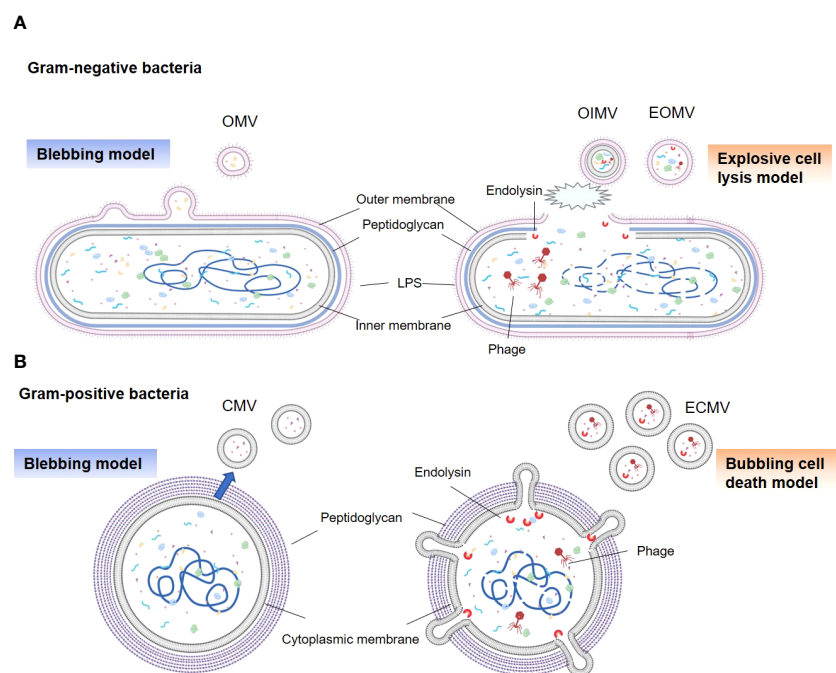 A
Gram-negative bacteria
OMV
OIMV
EOMV
Blebbing model
Explosive cell
lysis model
Endolysin
Outer membrane
Peptidoglycan
LPS
Inner membrane
Phage
B
Gram-positive bacteria
CMV
ECMV
Blebbing model
Bubbling cell
death model
Endolysin
Peptidoglycan
Phage
Cytoplasmic membrane